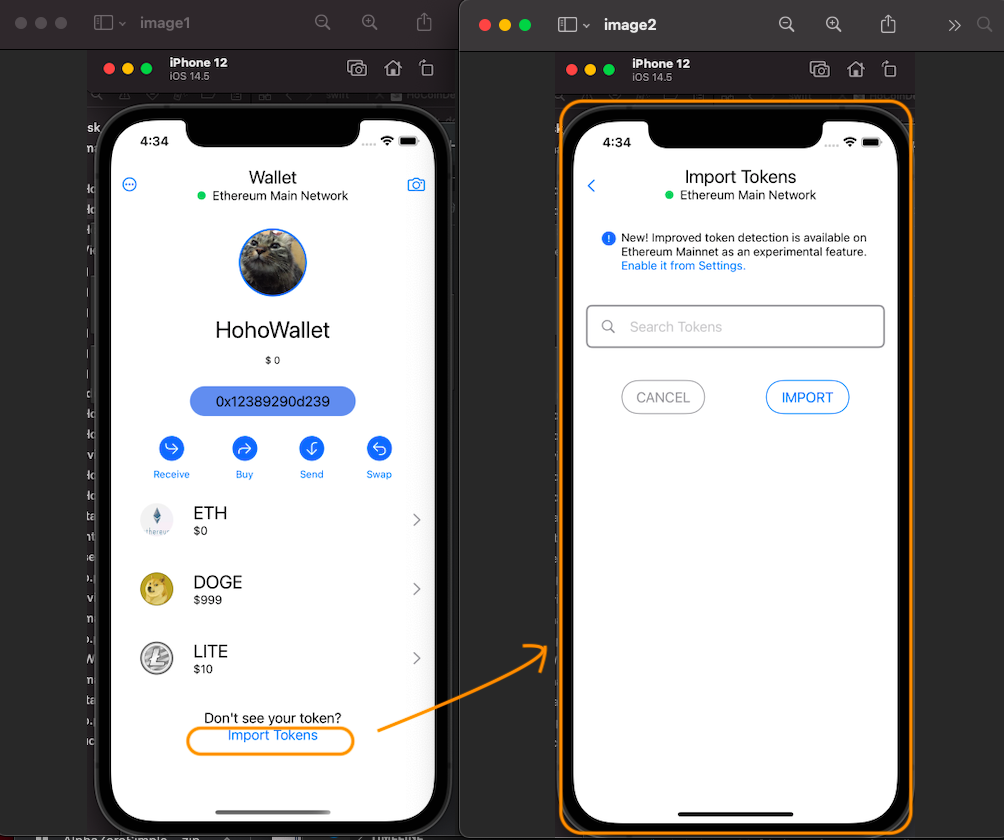 image1
iPhone 12
iOS 14.5
4:34
Wallet
Ethereum Main Network
HohoWallet
$ 0
0x12389290d239
Receive
Buy
Send
Swap
ETH
$0
DOGE
$999
LITE
$10
Don't see your token?
Import Tokens
image2
iPhone 12
iOS 14.5
4:34
Import Tokens
Ethereum Main Network
New! Improved token detection is available on
Ethereum Mainnet as an experimental feature.
Enable it from Settings.
Search Tokens
CANCEL
IMPORT